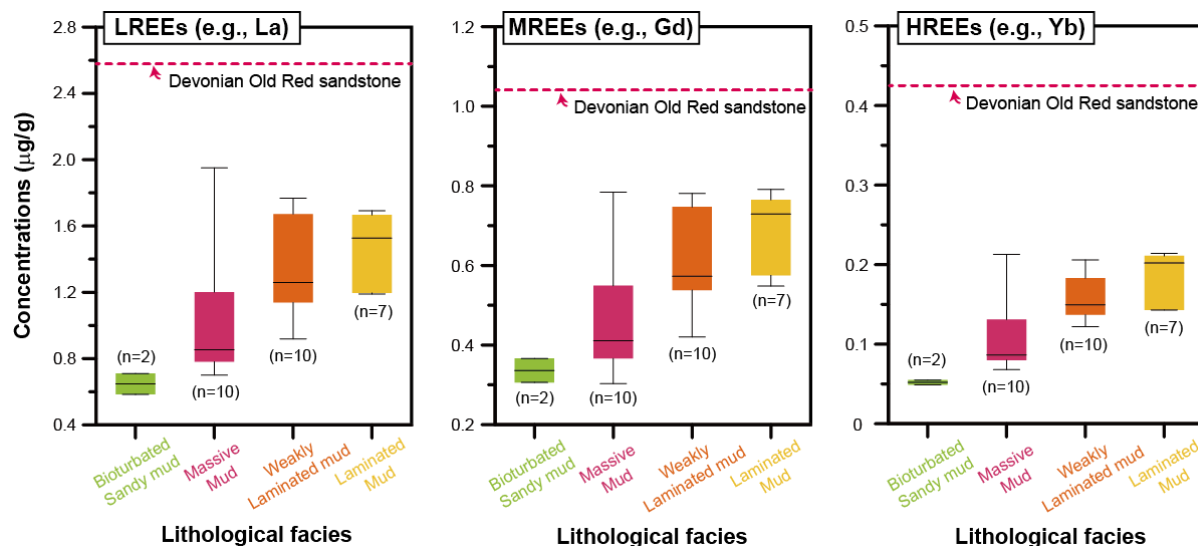 LREEs (e.g., La)
2.8
2.4
2.0
1.6
1.2
0.8
0.4
Concentrations (μg/g)
Devonian Old Red sandstone
(n=2)
(n=10)
(n=10)
(n=7)
Bioturbated
Sandy mud
Massive
Mud
Weakly
Laminated mud
Laminated
Mud
Lithological facies
MREEs (e.g., Gd)
1.2
1.0
0.8
0.6
0.4
0.2
Devonian Old Red sandstone
(n=2)
(n=10)
(n=10)
(n=7)
Bioturbated
Sandy mud
Massive
Mud
Weakly
Laminated mud
Laminated
Mud
Lithological facies
HREEs (e.g., Yb)
0.5
0.4
0.3
0.2
0.1
0
Devonian Old Red sandstone
(n=2)
(n=10)
(n=10)
(n=7)
Bioturbated
Sandy mud
Massive
Mud
Weakly
Laminated mud
Laminated
Mud
Lithological facies